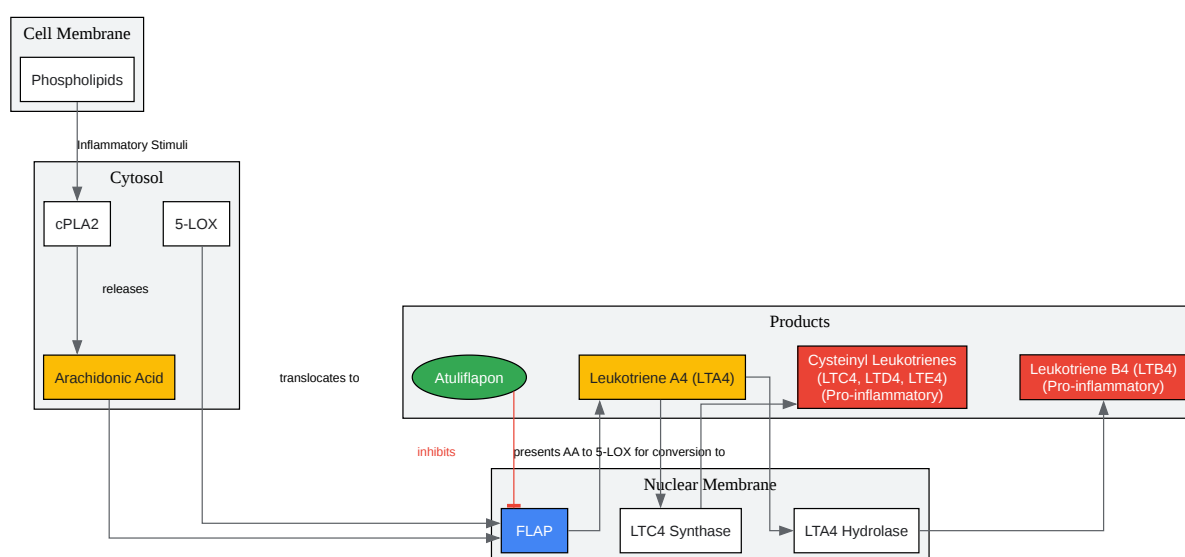 Cell Membrane
Phospholipids
Inflammatory Stimuli
Cytosol
cPLA2
5-LOX
releases
Arachidonic Acid
translocates to
Products
Atuliflapon
Leukotriene A4 (LTA4)
Cysteinyl Leukotrienes
(LTC4, LTD4, LTE4)
(Pro-inflammatory)
Leukotriene B4 (LTB4)
(Pro-inflammatory)
inhibits
presents AA to 5-LOX for conversion to
Nuclear Membrane
FLAP
LTC4 Synthase
LTA4 Hydrolase